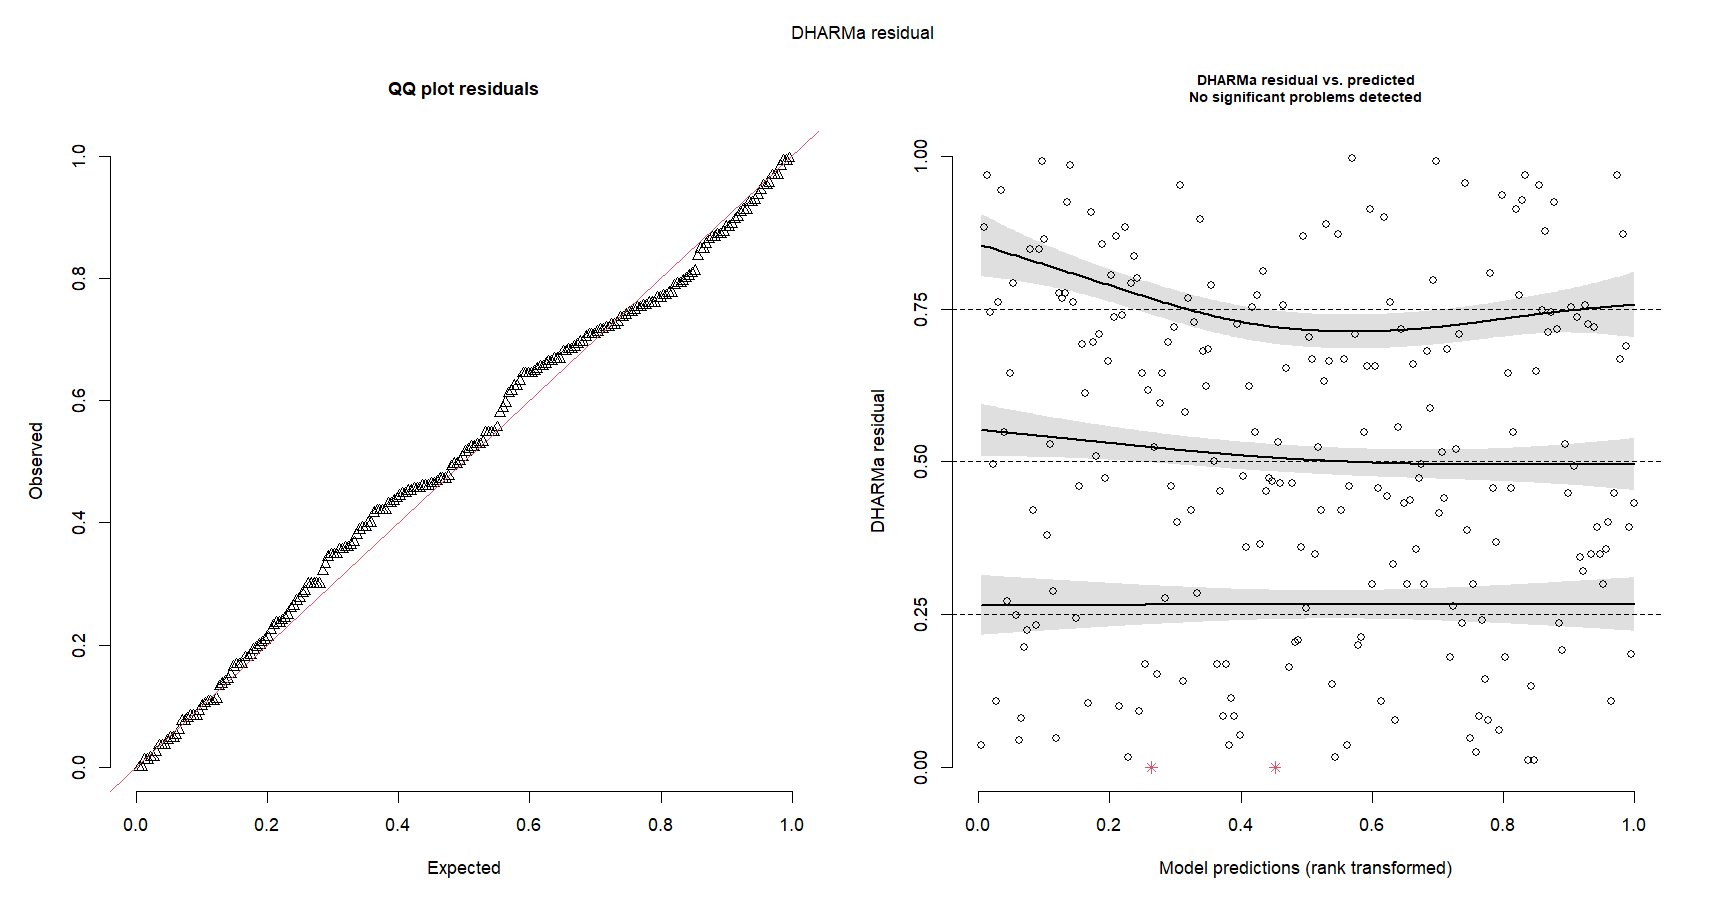 DHARMa residual
QQ plot residuals
Observed
0.0 0.2 0.4 0.6 0.8 1.0
0.0 0.2 0.4 0.6 0.8 1.0
Expected
DHARMa residual vs. predicted
No significant problems detected
DHARMa residual
0.00 0.25 0.50 0.75 1.00
0.0 0.2 0.4 0.6 0.8 1.0
Model predictions (rank transformed)